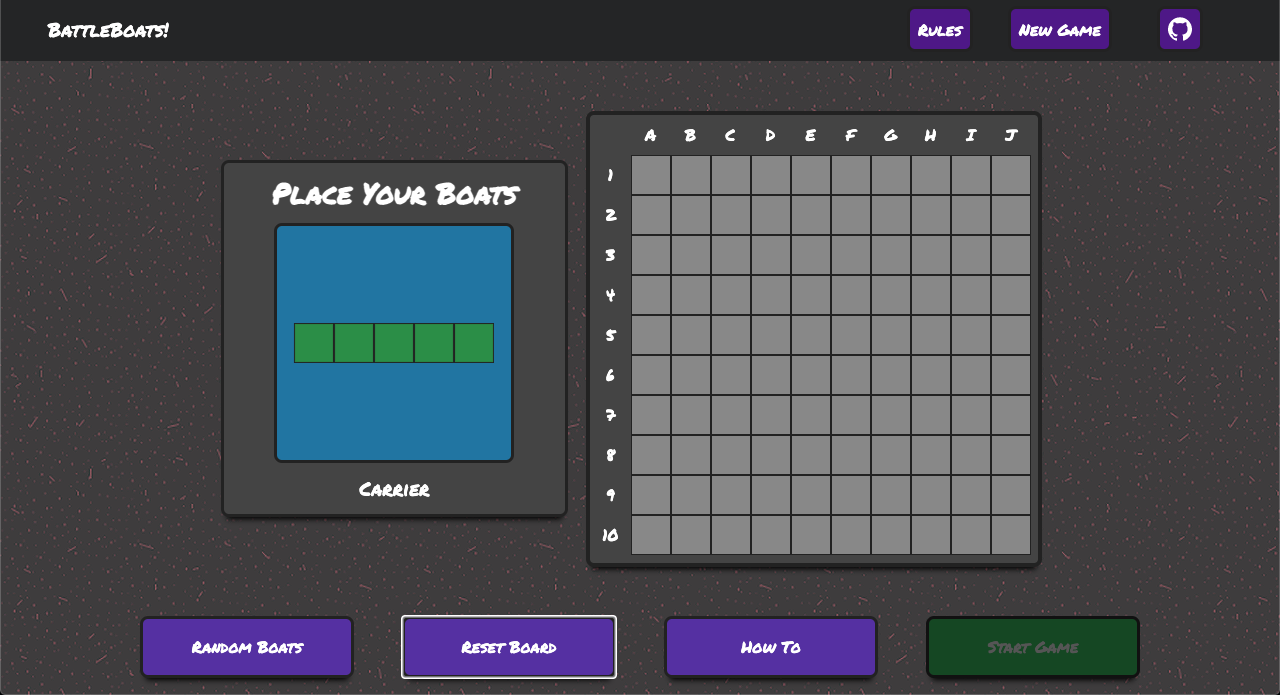 BattleBoats!
Rules
New Game
Place Your Boats
Carrier
A B C D E F G H I J
1
2
3
4
5
6
7
8
9
10
Random Boats
Reset Board
How To
Start Game